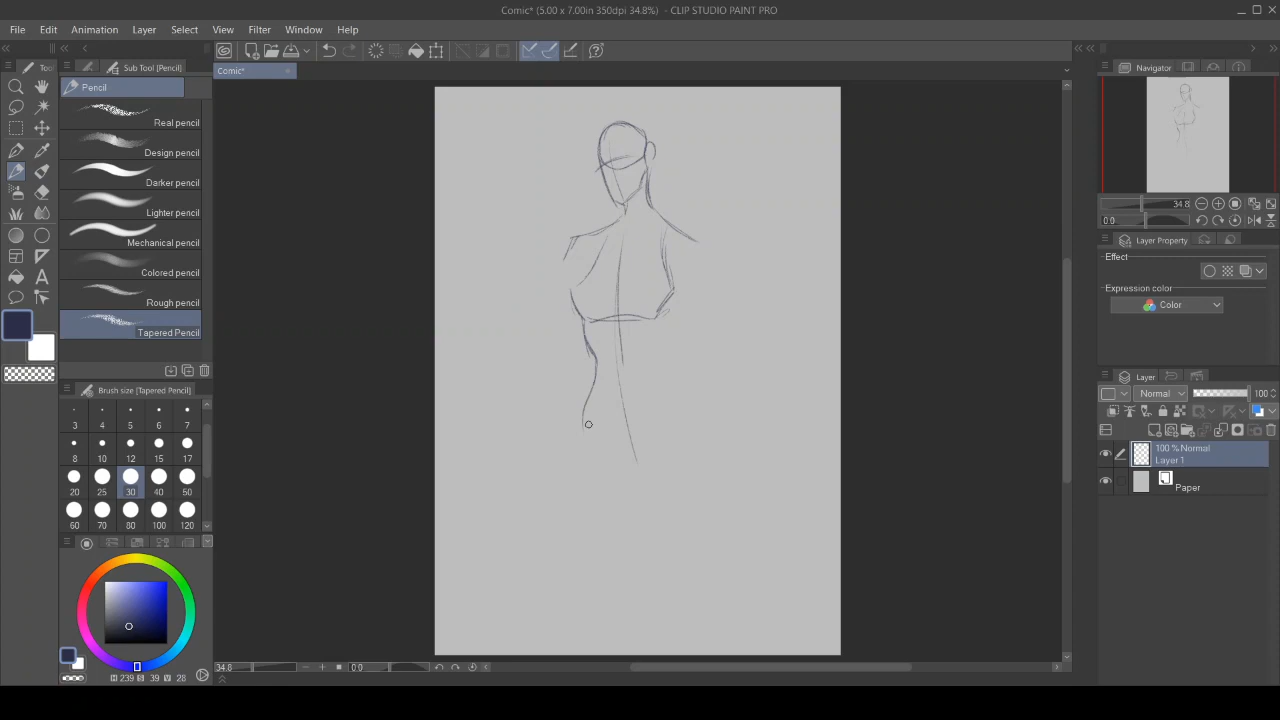 Comic* (5.00 x 7.00in 350dpi 34.8%) - CLIP STUDIO PAINT PRO
File Edit Animation Layer Select View Filter Window Help
Too Sub Tool [Pencil] Comic* Navigator
Pencil
Real pencil
Design pencil
Darker pencil
Lighter pencil
Mechanical pencil
Colored pencil
Rough pencil
Tapered Pencil
34.8
0.0
Layer Property
Effect
Expression color
Color
Brush size [Tapered Pencil]
3 4 5 6 7
8 10 12 15 17
20 25 30 40 50
60 70 80 100 120
Layer
Normal 100
100 % Normal
Layer 1
Paper
34.8 0.0
H 239 S 39 V 28